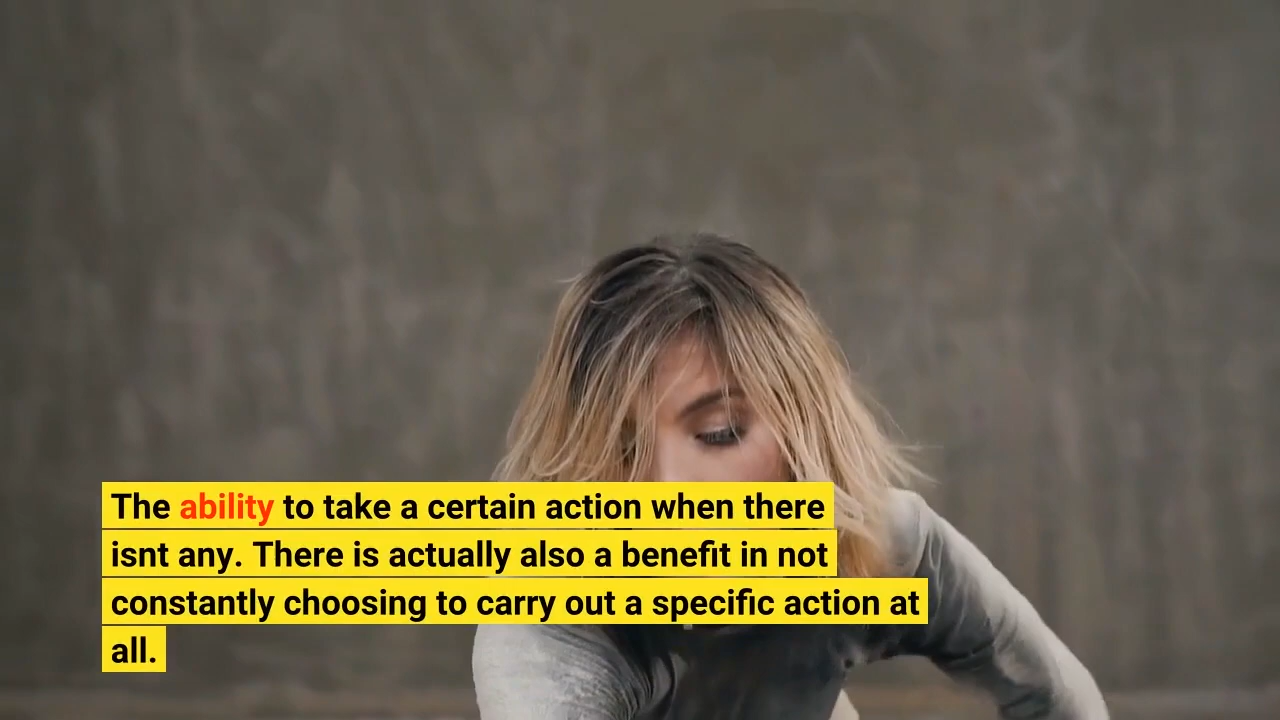 The ability to take a certain action when there
isnt any. There is actually also a benefit in not
constantly choosing to carry out a specific action at
all.